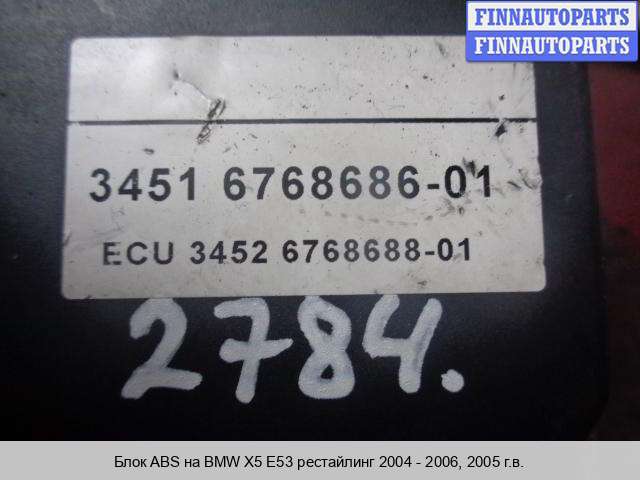 FINNAUTOPARTS
FINNAUTOPARTS
3451 6768686-01
ECU 3452 6768688-01
2784.
Блок ABS на BMW X5 E53 рестайлинг 2004 - 2006, 2005 г.в.